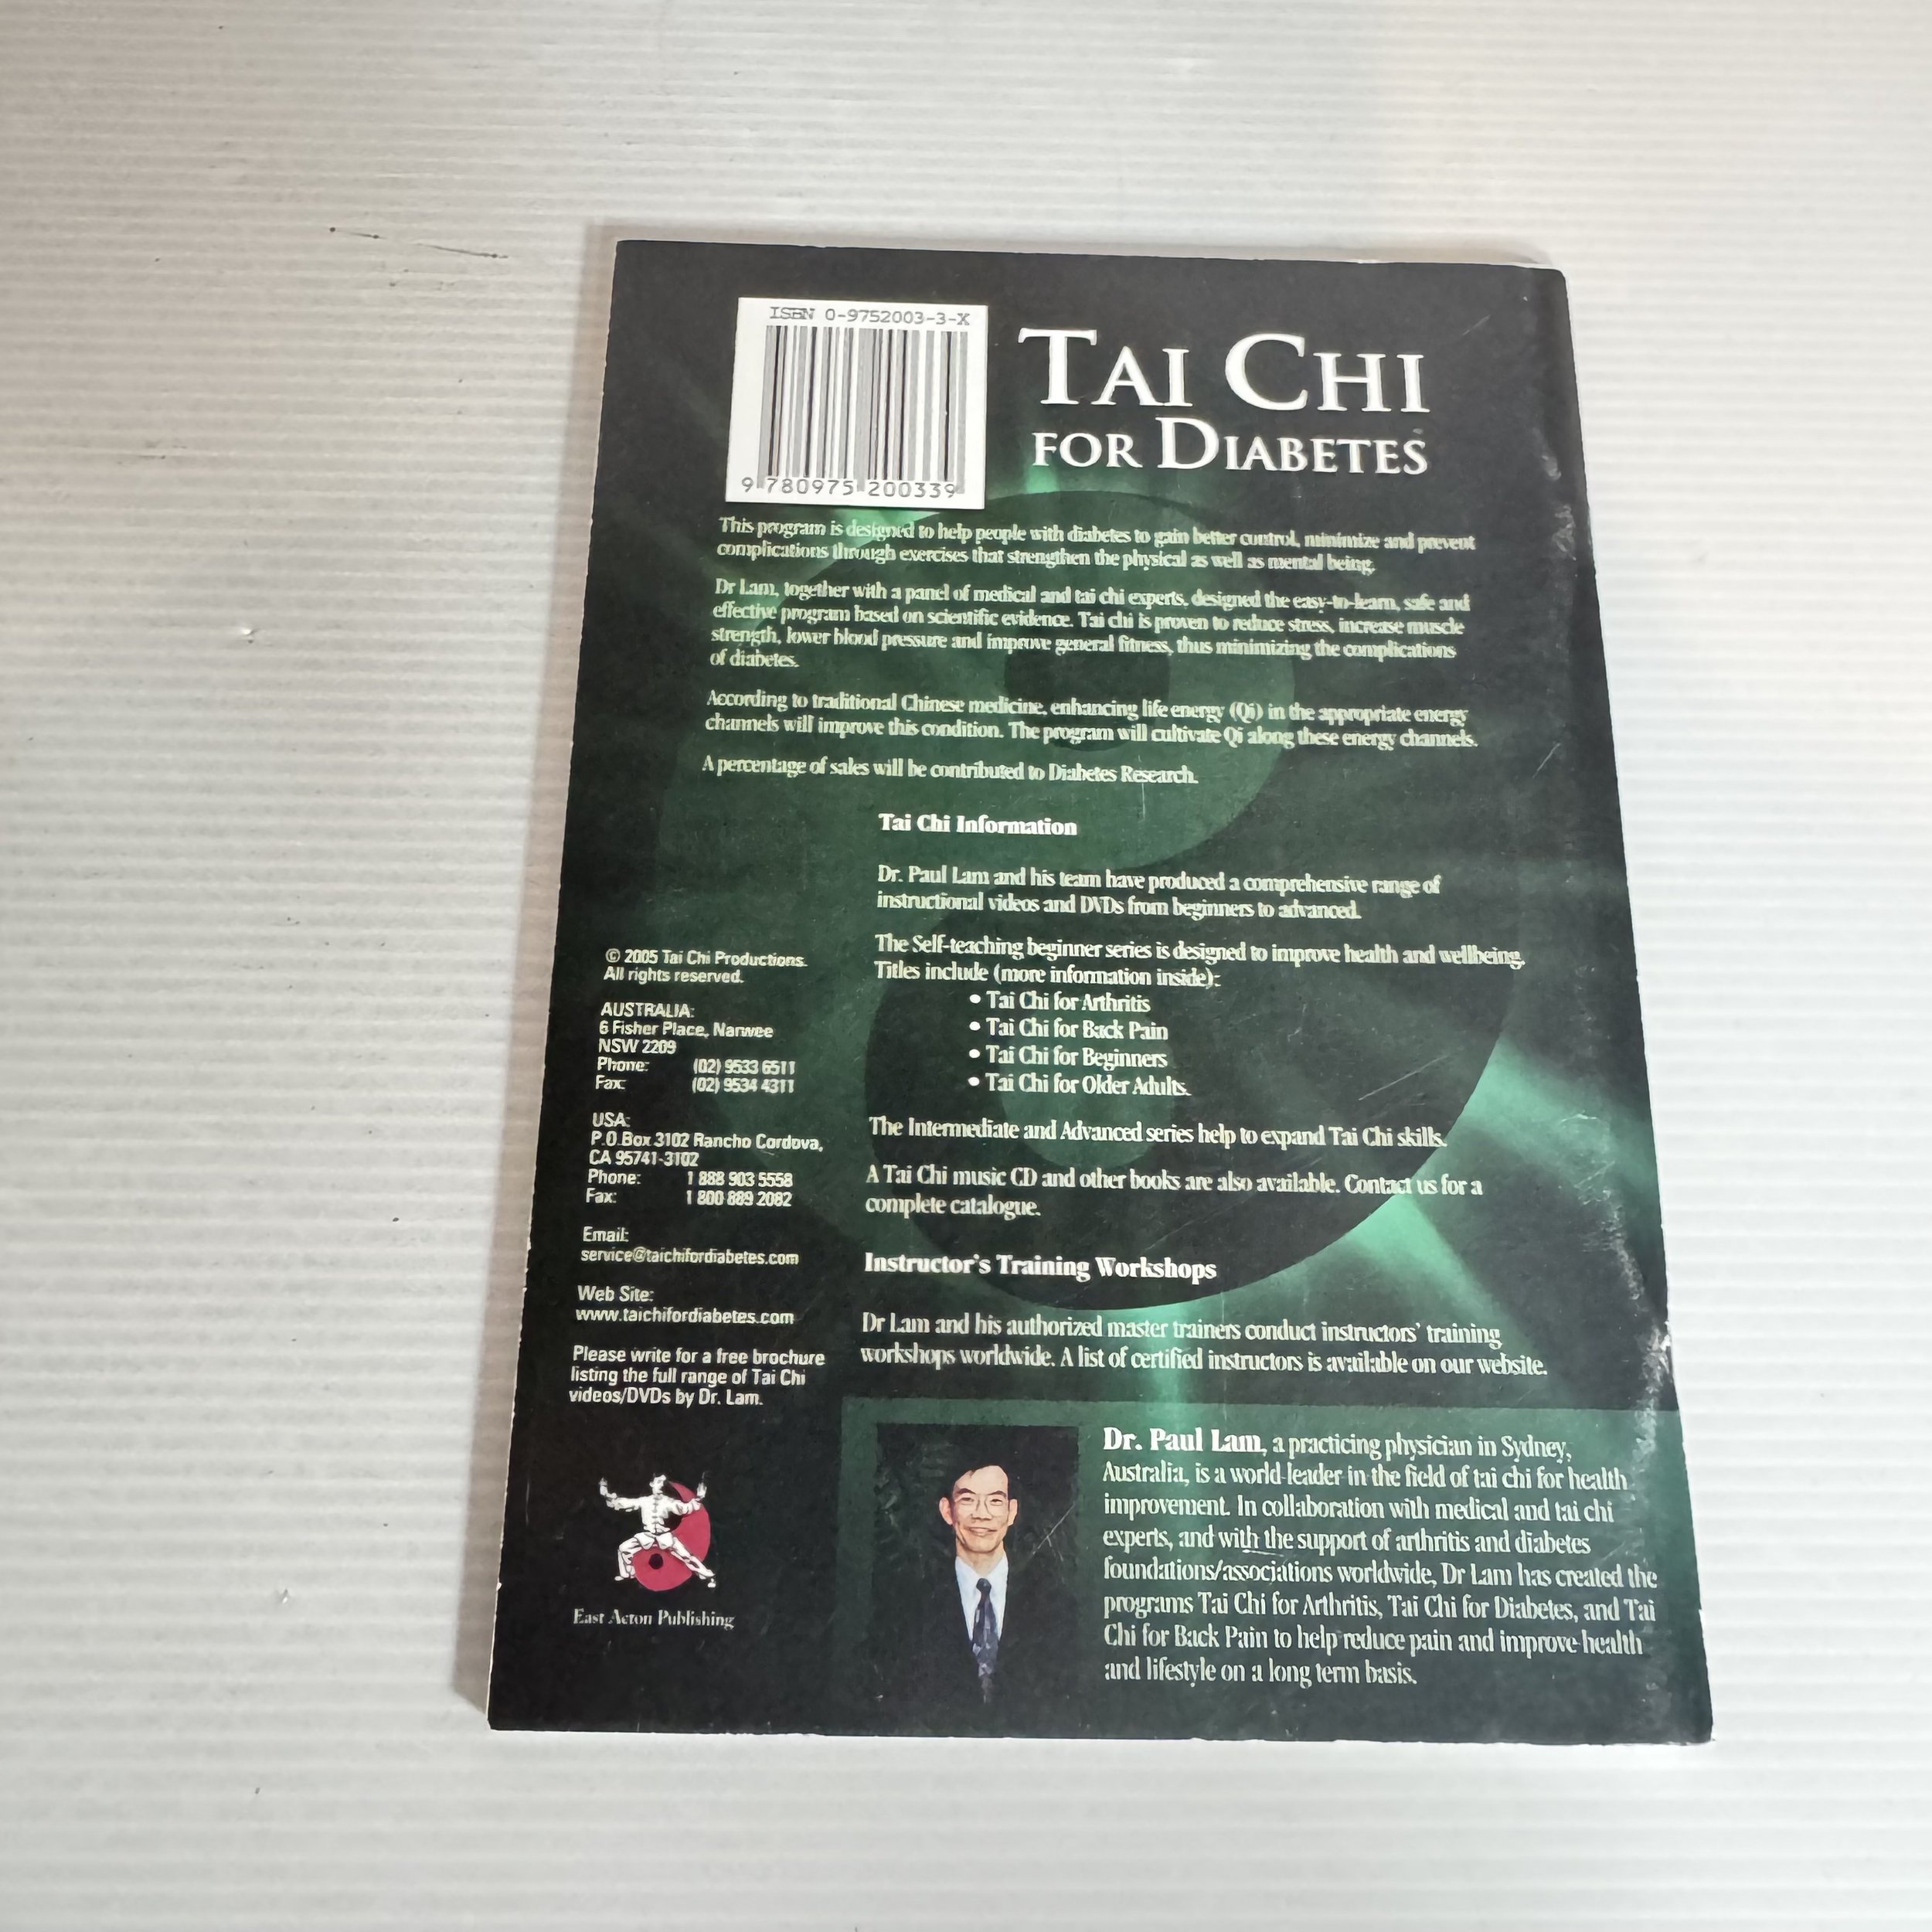 ISBN 0-9752003-3-X
9 780975 200339
TAI CHI
FOR DIABETES
This program is designed to help people with diabetes to gain better control, minimize and prevent
complications through exercises that strengthen the physical as well as mental being.
Dr Lam, together with a panel of medical and tai chi experts, designed the easy-to-learn, safe and
effective program based on scientific evidence. Tai chi is proven to reduce stress, increase muscle
strength, lower blood pressure and improve general fitness, thus minimizing the complications
of diabetes.
According to traditional Chinese medicine, enhancing life energy (Qi) in the appropriate energy
channels will improve this condition. The program will cultivate Qi along these energy channels.
A percentage of sales will be contributed to Diabetes Research.
Tai Chi Information
Dr. Paul Lam and his team have produced a comprehensive range of
instructional videos and DVDs from beginners to advanced.
The Self-teaching beginner series is designed to improve health and wellbeing.
Titles include (more information inside):
• Tai Chi for Arthritis
• Tai Chi for Back Pain
• Tai Chi for Beginners
• Tai Chi for Older Adults.
The Intermediate and Advanced series help to expand Tai Chi skills.
A Tai Chi music CD and other books are also available. Contact us for a
complete catalogue.
Instructor's Training Workshops
Dr Lam and his authorized master trainers conduct instructors' training
workshops worldwide. A list of certified instructors is available on our website.
© 2005 Tai Chi Productions.
All rights reserved.
AUSTRALIA:
6 Fisher Place, Narwee
NSW 2209
Phone: (02) 9533 6511
Fax: (02) 9534 4311
USA:
P.O.Box 3102 Rancho Cordova,
CA 95741-3102
Phone: 1 888 903 5558
Fax: 1 800 889 2082
Email:
service@taichifordiabetes.com
Web Site:
www.taichifordiabetes.com
Please write for a free brochure
listing the full range of Tai Chi
videos/DVDs by Dr. Lam.
East Acton Publishing
Dr. Paul Lam, a practicing physician in Sydney,
Australia, is a world leader in the field of tai chi for health
improvement. In collaboration with medical and tai chi
experts, and with the support of arthritis and diabetes
foundations/associations worldwide, Dr Lam has created the
programs Tai Chi for Arthritis, Tai Chi for Diabetes, and Tai
Chi for Back Pain to help reduce pain and improve health
and lifestyle on a long term basis.